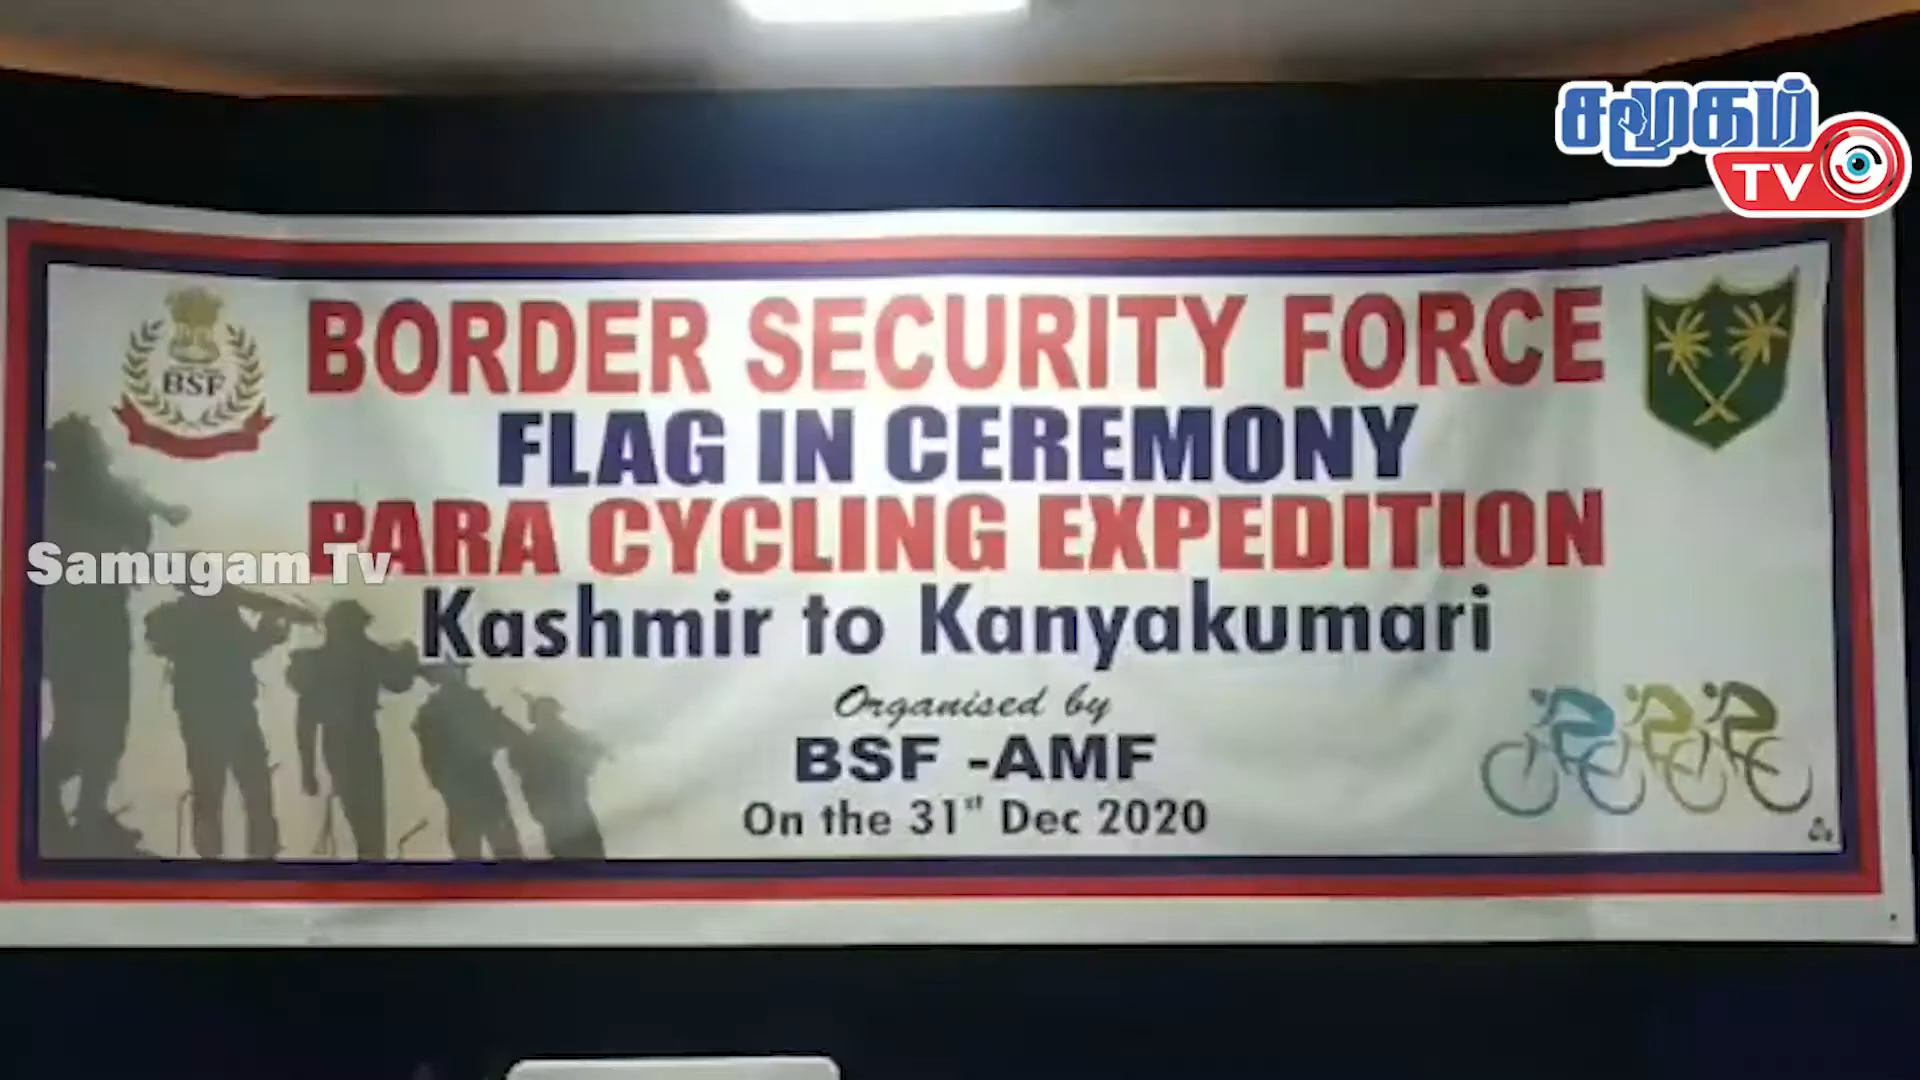 சமூகம்
TV
BSF
BORDER SECURITY FORCE
FLAG IN CEREMONY
PARA CYCLING EXPEDITION
Samugam Tv
Kashmir to Kanyakumari
Organised by
BSF -AMF
On the 31st Dec 2020